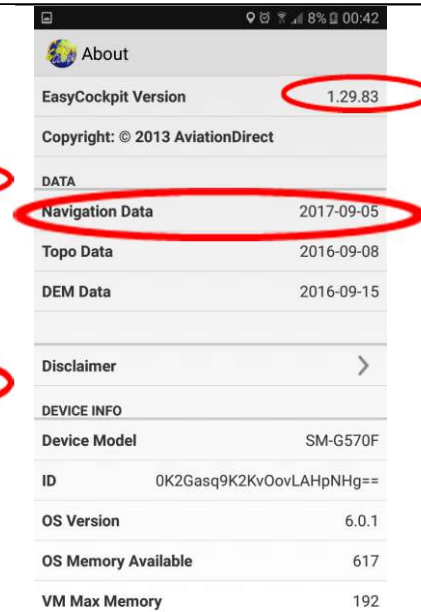 8% 00:42
About
EasyCockpit Version 1.29.83
Copyright: © 2013 AviationDirect
DATA
Navigation Data 2017-09-05
Topo Data 2016-09-08
DEM Data 2016-09-15
Disclaimer
DEVICE INFO
Device Model SM-G570F
ID 0K2Gasq9K2KvOovLAHpNHg==
OS Version 6.0.1
OS Memory Available 617
VM Max Memory 192